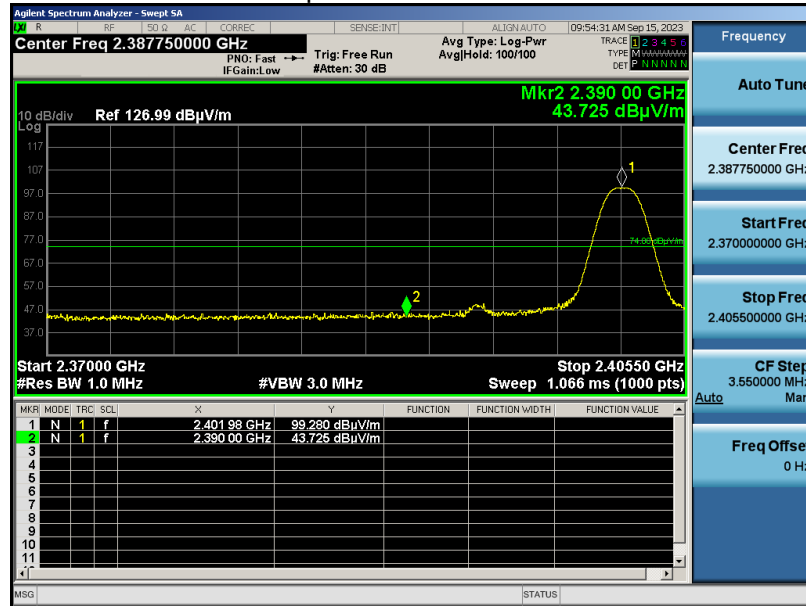 Agilent Spectrum Analyzer - Swept SA
LXI R RF 50 Ω AC CORREC SENSE:INT ALIGNAUTO 09:54:31 AM Sep 15, 2023
Center Freq 2.387750000 GHz
PNO: Fast
IFGain:Low
Trig: Free Run
#Atten: 30 dB
Avg Type: Log-Pwr
Avg|Hold: 100/100
TRACE 1 2 3 4 5 6
TYPE M
DET P N N N N N
Mkr2 2.390 00 GHz
43.725 dBµV/m
10 dB/div Ref 126.99 dBµV/m
Log
117
107
97.0
87.0
77.0
67.0
57.0
47.0
37.0
1
2
74.00 dBµV/m
Start 2.37000 GHz Stop 2.40550 GHz
#Res BW 1.0 MHz #VBW 3.0 MHz Sweep 1.066 ms (1000 pts)
MKR MODE TRC SCL X Y FUNCTION FUNCTION WIDTH FUNCTION VALUE
1 N 1 f 2.401 98 GHz 99.280 dBµV/m
2 N 1 f 2.390 00 GHz 43.725 dBµV/m
3
4
5
6
7
8
9
10
11
MSG STATUS
Frequency
Auto Tune
Center Freq
2.387750000 GHz
Start Freq
2.370000000 GHz
Stop Freq
2.405500000 GHz
CF Step
3.550000 MHz
Auto Man
Freq Offset
0 Hz